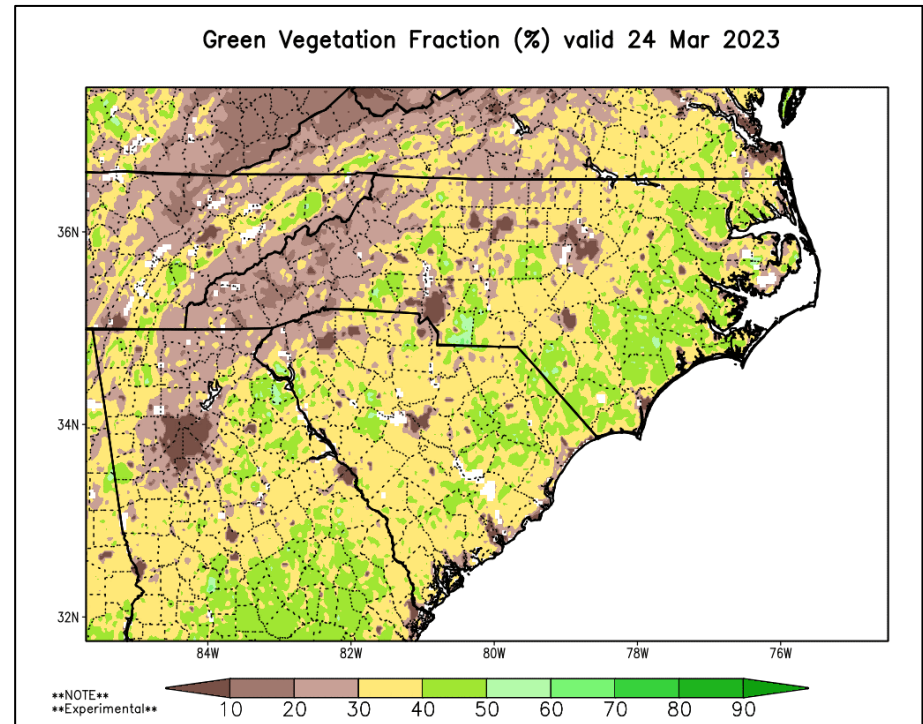 Green Vegetation Fraction (%) valid 24 Mar 2023
36N
34N
32N
84W 82W 80W 78W 76W
**NOTE**
**Experimental**
10 20 30 40 50 60 70 80 90